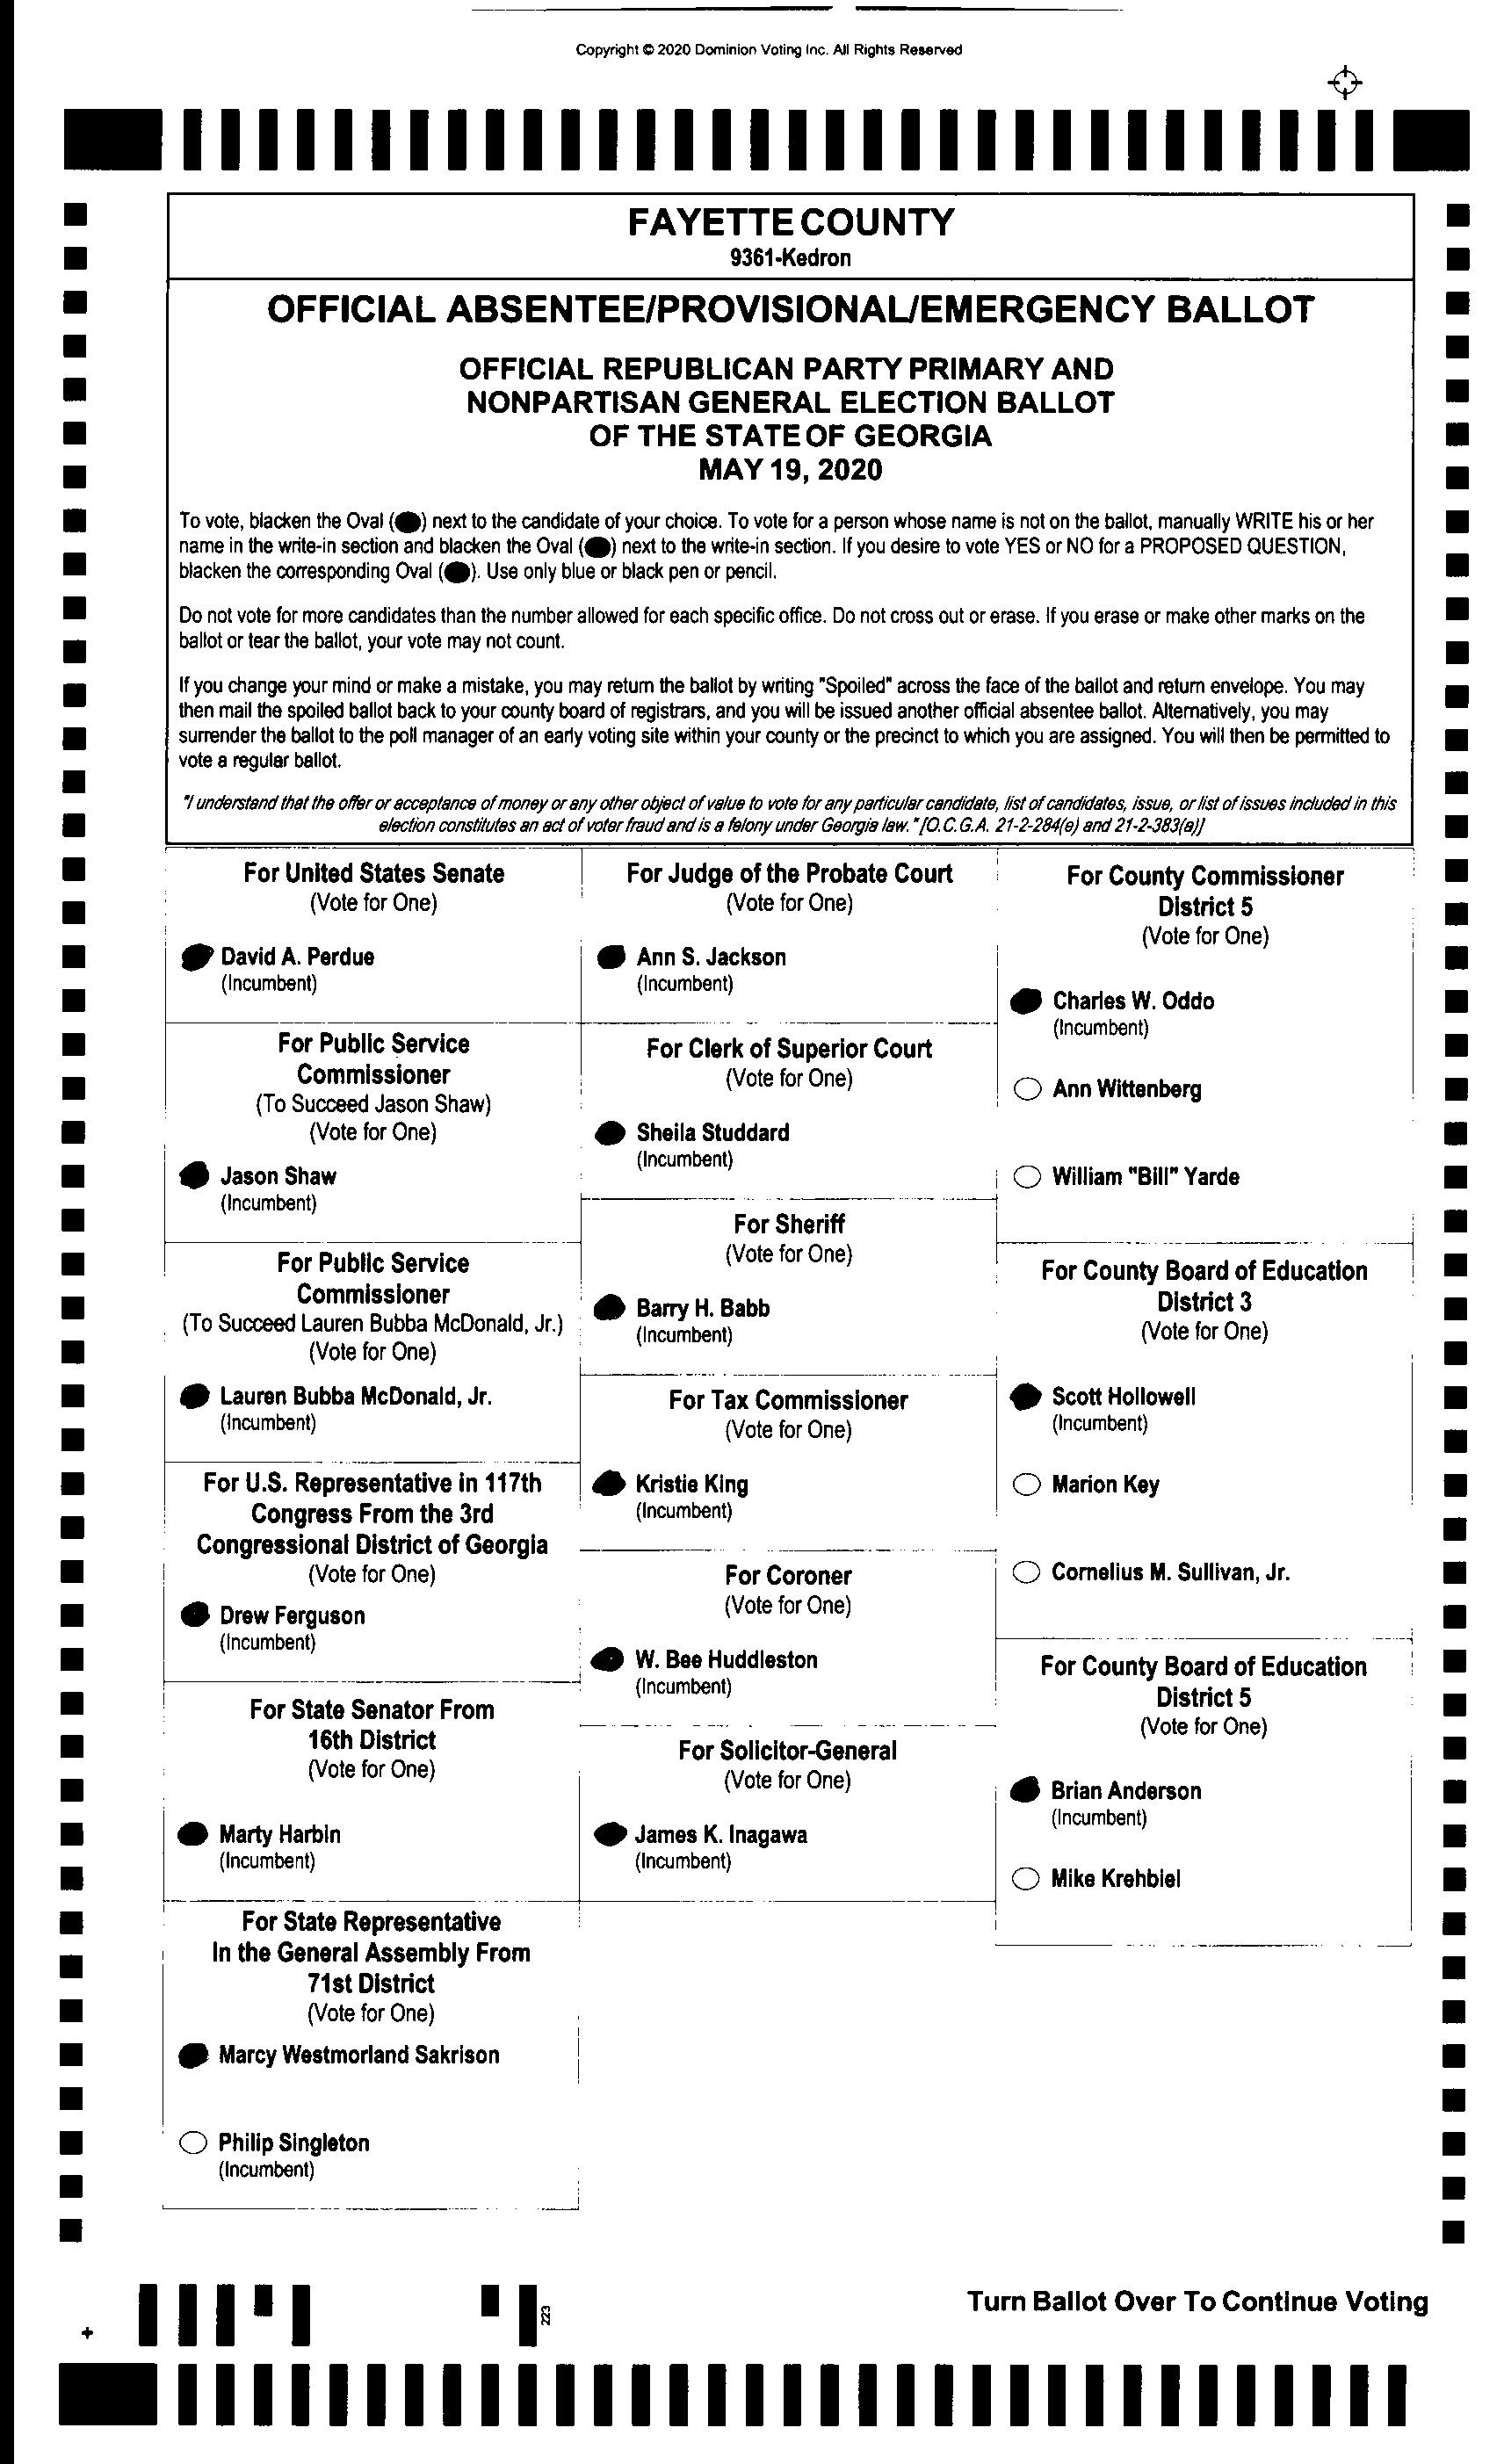 Copyright © 2020 Dominion Voting Inc. All Rights Reserved
FAYETTE COUNTY
9361-Kedron
OFFICIAL ABSENTEE/PROVISIONAL/EMERGENCY BALLOT
OFFICIAL REPUBLICAN PARTY PRIMARY AND
NONPARTISAN GENERAL ELECTION BALLOT
OF THE STATE OF GEORGIA
MAY 19, 2020
To vote, blacken the Oval ( ) next to the candidate of your choice. To vote for a person whose name is not on the ballot, manually WRITE his or her
name in the write-in section and blacken the Oval ( ) next to the write-in section. If you desire to vote YES or NO for a PROPOSED QUESTION,
blacken the corresponding Oval ( ). Use only blue or black pen or pencil.
Do not vote for more candidates than the number allowed for each specific office. Do not cross out or erase. If you erase or make other marks on the
ballot or tear the ballot, your vote may not count.
If you change your mind or make a mistake, you may return the ballot by writing "Spoiled" across the face of the ballot and return envelope. You may
then mail the spoiled ballot back to your county board of registrars, and you will be issued another official absentee ballot. Alternatively, you may
surrender the ballot to the poll manager of an early voting site within your county or the precinct to which you are assigned. You will then be permitted to
vote a regular ballot.
"I understand that the offer or acceptance of money or any other object of value to vote for any particular candidate, list of candidates, issue, or list of issues included in this
election constitutes an act of voter fraud and is a felony under Georgia law." [O.C.G.A. 21-2-284(e) and 21-2-383(a)]
For United States Senate
(Vote for One)
David A. Perdue
(Incumbent)
For Public Service
Commissioner
(To Succeed Jason Shaw)
(Vote for One)
Jason Shaw
(Incumbent)
For Public Service
Commissioner
(To Succeed Lauren Bubba McDonald, Jr.)
(Vote for One)
Lauren Bubba McDonald, Jr.
(Incumbent)
For U.S. Representative in 117th
Congress From the 3rd
Congressional District of Georgia
(Vote for One)
Drew Ferguson
(Incumbent)
For State Senator From
16th District
(Vote for One)
Marty Harbin
(Incumbent)
For State Representative
In the General Assembly From
71st District
(Vote for One)
Marcy Westmorland Sakrison
Philip Singleton
(Incumbent)
For Judge of the Probate Court
(Vote for One)
Ann S. Jackson
(Incumbent)
For Clerk of Superior Court
(Vote for One)
Sheila Studdard
(Incumbent)
For Sheriff
(Vote for One)
Barry H. Babb
(Incumbent)
For Tax Commissioner
(Vote for One)
Kristie King
(Incumbent)
For Coroner
(Vote for One)
W. Bee Huddleston
(Incumbent)
For Solicitor-General
(Vote for One)
James K. Inagawa
(Incumbent)
For County Commissioner
District 5
(Vote for One)
Charles W. Oddo
(Incumbent)
Ann Wittenberg
William "Bill" Yarde
For County Board of Education
District 3
(Vote for One)
Scott Hollowell
(Incumbent)
Marion Key
Cornelius M. Sullivan, Jr.
For County Board of Education
District 5
(Vote for One)
Brian Anderson
(Incumbent)
Mike Krehbiel
223
Turn Ballot Over To Continue Voting